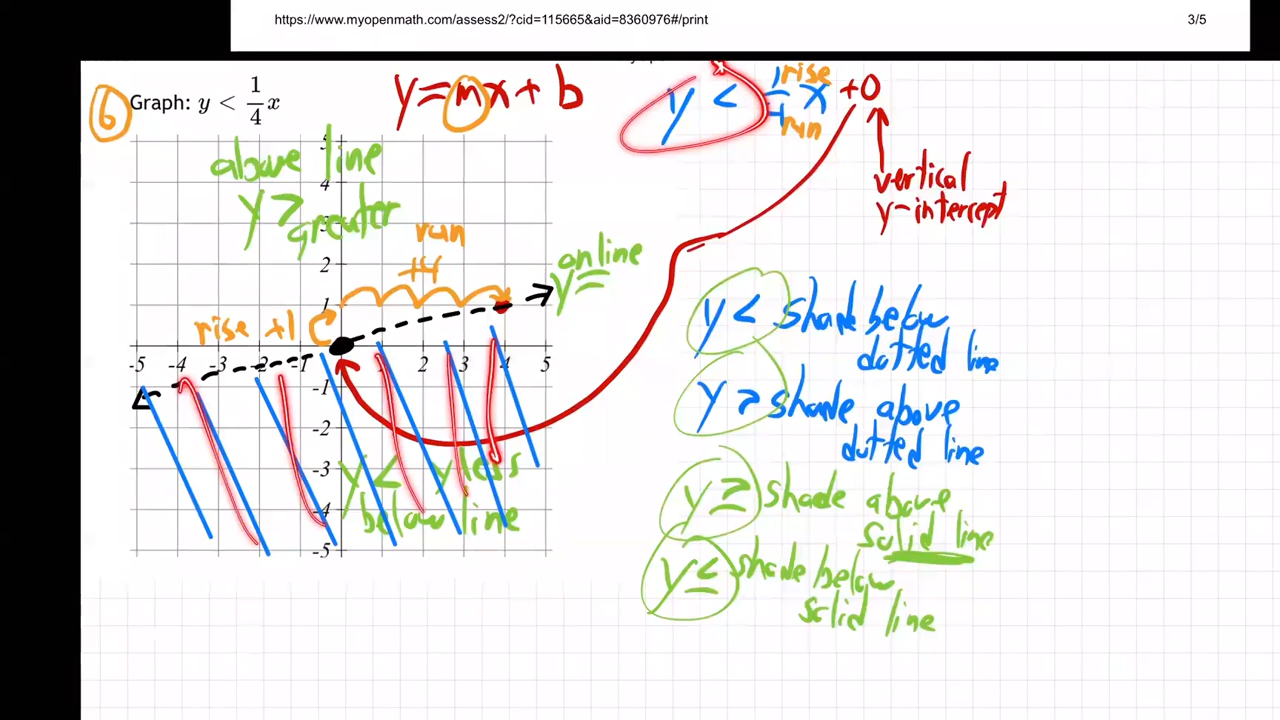 https://www.myopenmath.com/assess2/?cid=115665&aid=8360976#/print 3/5
6 Graph: y < 1/4 x
y = mx + b
y < 1/4 x + 0
rise
run
vertical
y-intercept
above line
y > greater
run
+4
rise +1
on line
y =
5
4
3
2
1
-5 -4 -3 -2 -1 1 2 3 4 5
-1
-2
-3
-4
-5
y < y less
below line
y < shade below
dotted line
y > shade above
dotted line
y ≥ shade above
solid line
y ≤ shade below
solid line